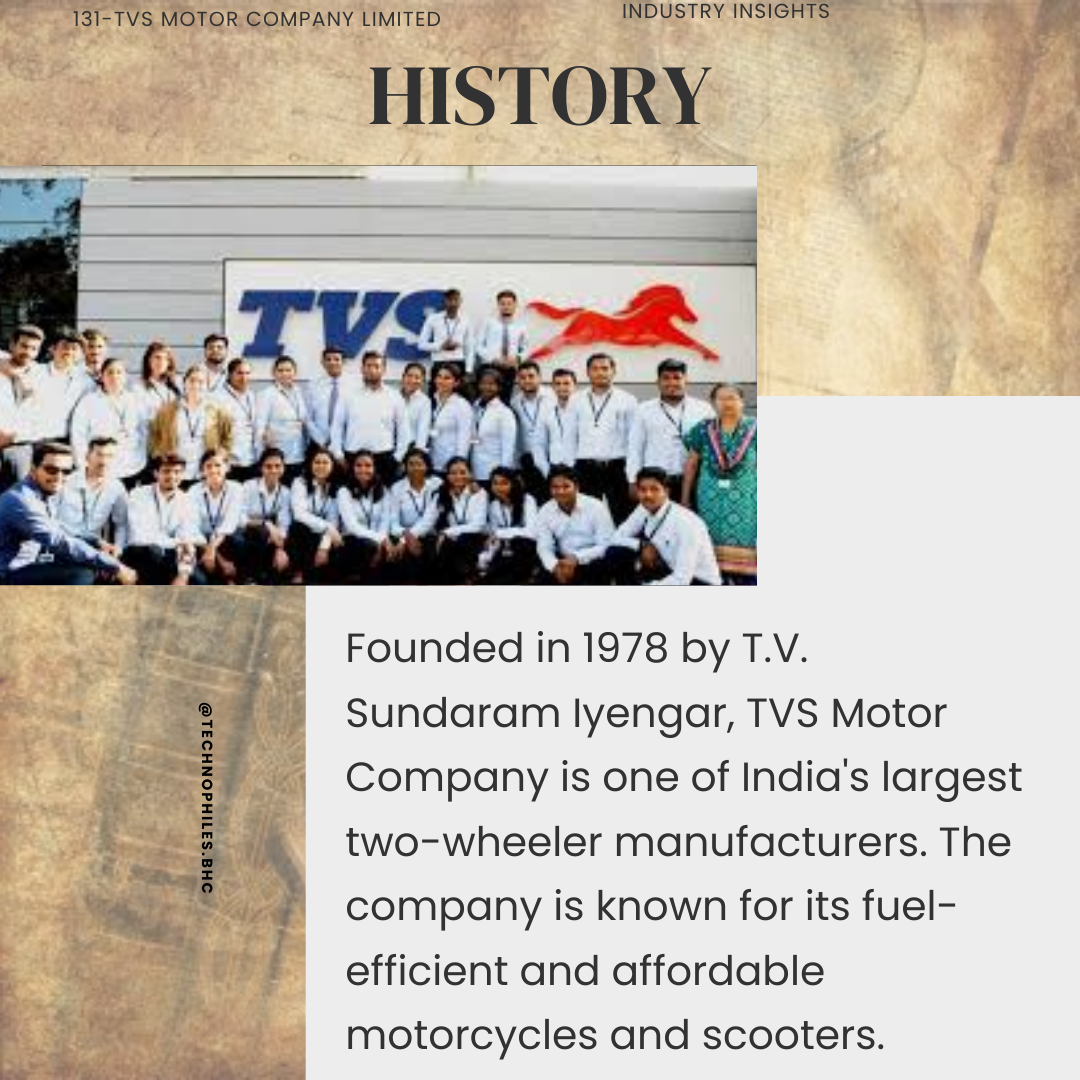 131-TVS MOTOR COMPANY LIMITED
INDUSTRY INSIGHTS
HISTORY
TVS
@TECHNOPHILES.BHC
Founded in 1978 by T.V.
Sundaram Iyengar, TVS Motor
Company is one of India's largest
two-wheeler manufacturers. The
company is known for its fuel-
efficient and affordable
motorcycles and scooters.